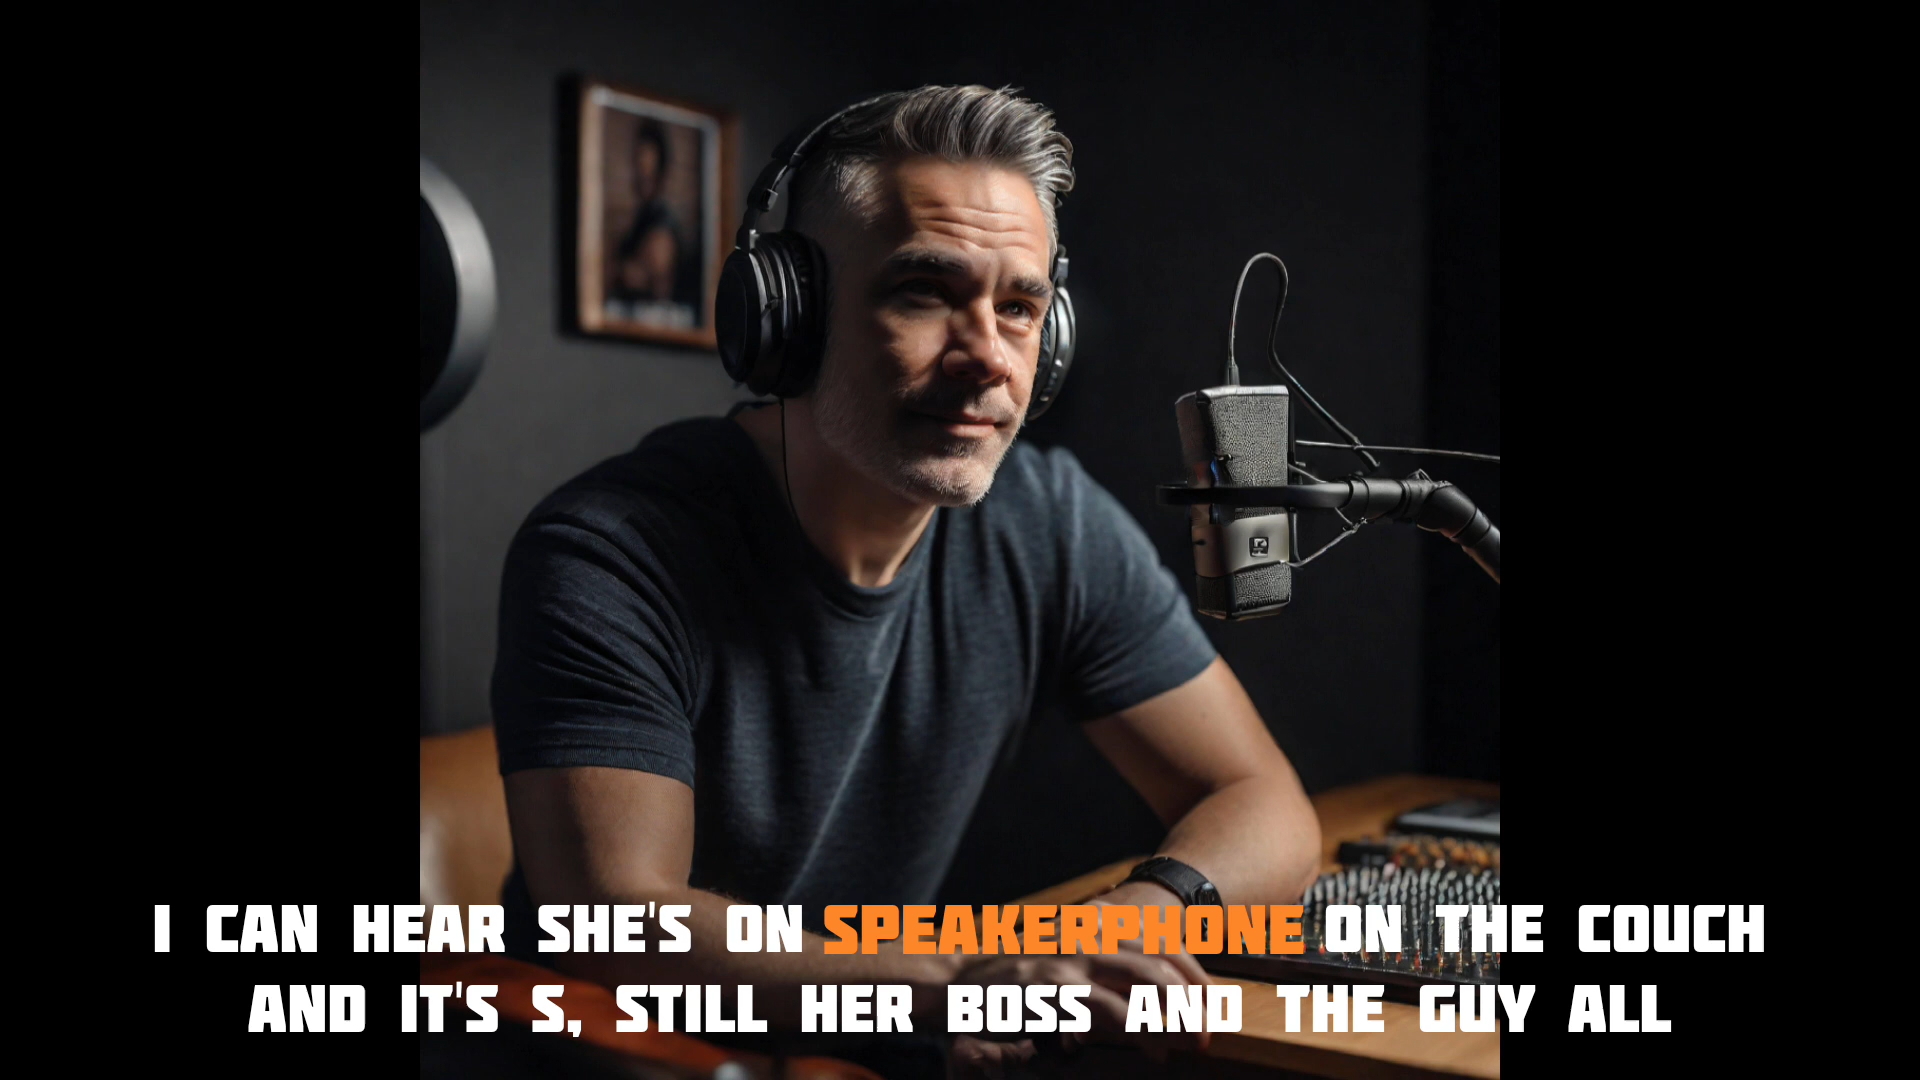 I CAN HEAR SHE'S ON SPEAKERPHONE ON THE COUCH
AND IT'S S, STILL HER BOSS AND THE GUY ALL